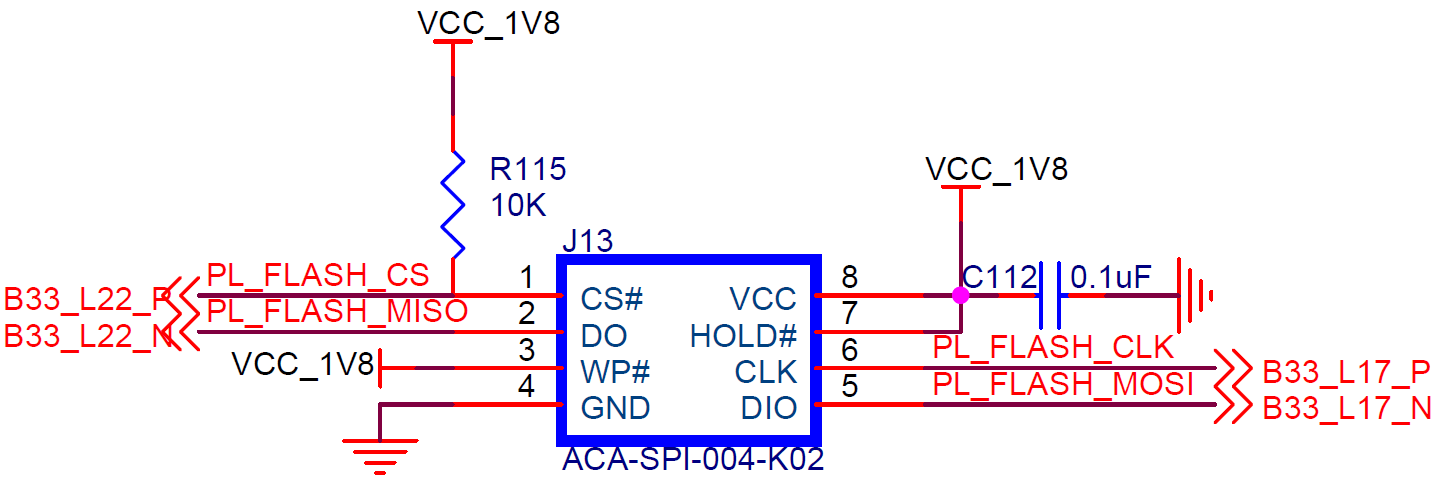 VCC_1V8
R115
10K
VCC_1V8
J13
C112 0.1uF
PL_FLASH_CS 1 CS# VCC 8
B33_L22_P
PL_FLASH_MISO 2 DO HOLD# 7
B33_L22_N
VCC_1V8 3 WP# CLK 6 PL_FLASH_CLK B33_L17_P
4 GND DIO 5 PL_FLASH_MOSI B33_L17_N
ACA-SPI-004-K02